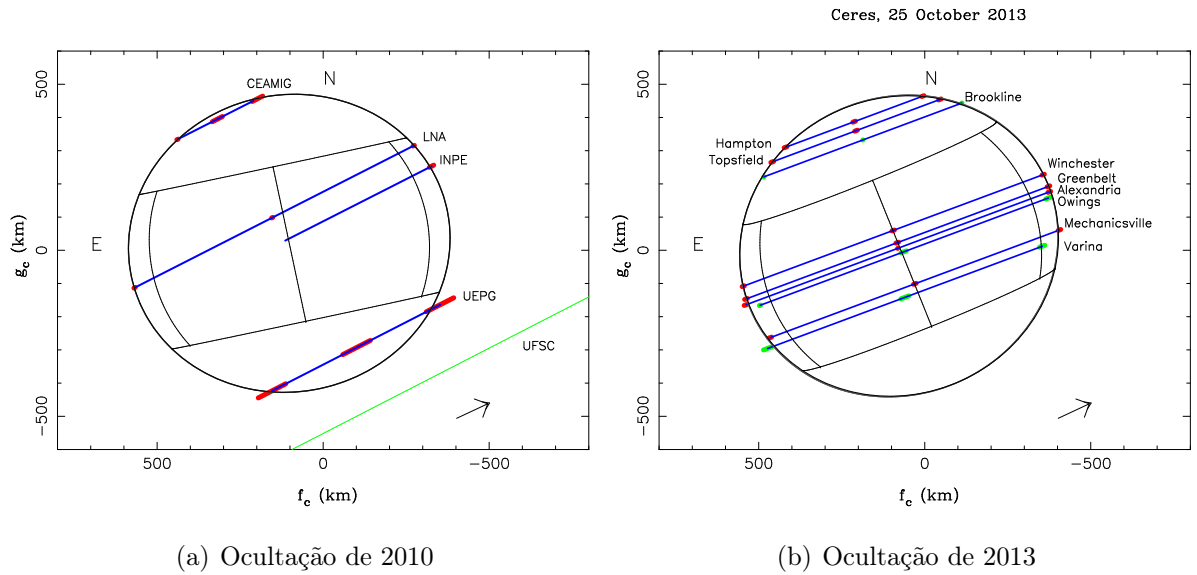 Ceres, 25 October 2013
N
CEAMIG
LNA
INPE
E
UEPG
UFSC
500
0
−500
g_c (km)
500
0
−500
f_c (km)
(a) Ocultação de 2010
N
Brookline
Hampton
Topsfield
Winchester
Greenbelt
Alexandria
Owings
Mechanicsville
Varina
E
500
0
−500
g_c (km)
500
0
−500
f_c (km)
(b) Ocultação de 2013